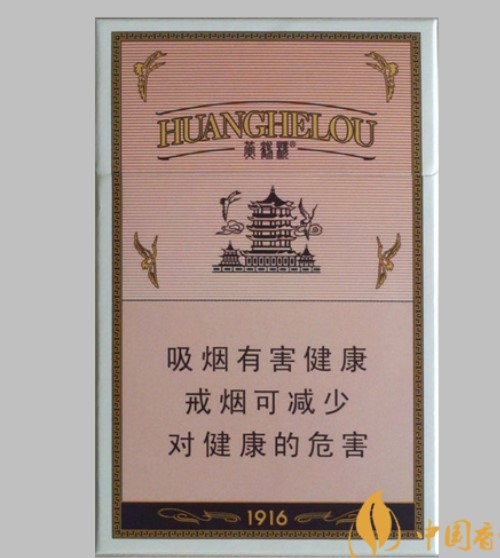 HUANGHELOU
黄鹤楼®
吸烟有害健康
戒烟可减少
对健康的危害
1916
中国香